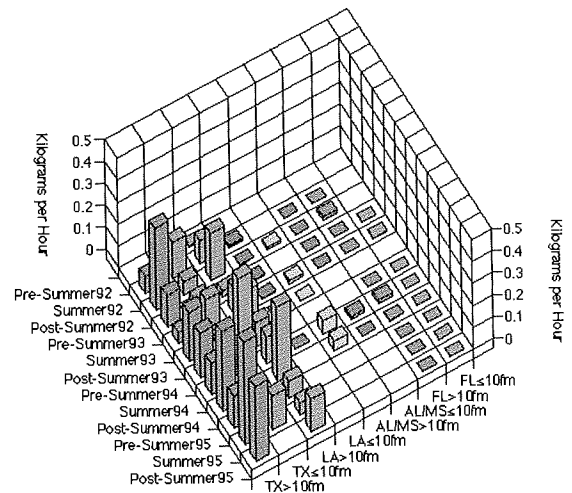 Kilograms per Hour
0.5
0.4
0.3
0.2
0.1
0
Pre-Summer92
Summer92
Post-Summer92
Pre-Summer93
Summer93
Post-Summer93
Pre-Summer94
Summer94
Post-Summer94
Pre-Summer95
Summer95
Post-Summer95
TX>10fm
TX≤10fm
LA>10fm
LA≤10fm
AL/MS>10fm
AL/MS≤10fm
FL>10fm
FL≤10fm
0.5
0.4
0.3
0.2
0.1
0
Kilograms per Hour